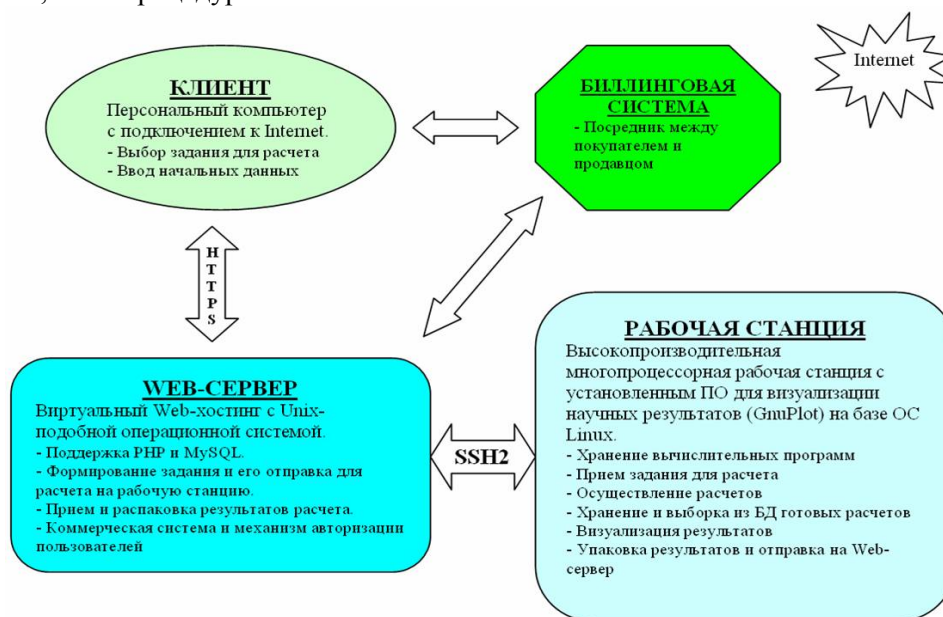 КЛИЕНТ
Персональный компьютер
с подключением к Internet.
- Выбор задания для расчета
- Ввод начальных данных
БИЛЛИНГОВАЯ
СИСТЕМА
- Посредник между
покупателем и
продавцом
Internet
HTTPS
WEB-СЕРВЕР
Виртуальный Web-хостинг с Unix-
подобной операционной системой.
- Поддержка PHP и MySQL.
- Формирование задания и его отправка для
расчета на рабочую станцию.
- Прием и распаковка результатов расчета.
- Коммерческая система и механизм авторизации
пользователей
SSH2
РАБОЧАЯ СТАНЦИЯ
Высокопроизводительная
многопроцессорная рабочая станция с
установленным ПО для визуализации
научных результатов (GnuPlot) на базе ОС
Linux.
- Хранение вычислительных программ
- Прием задания для расчета
- Осуществление расчетов
- Хранение и выборка из БД готовых расчетов
- Визуализация результатов
- Упаковка результатов и отправка на Web-
сервер